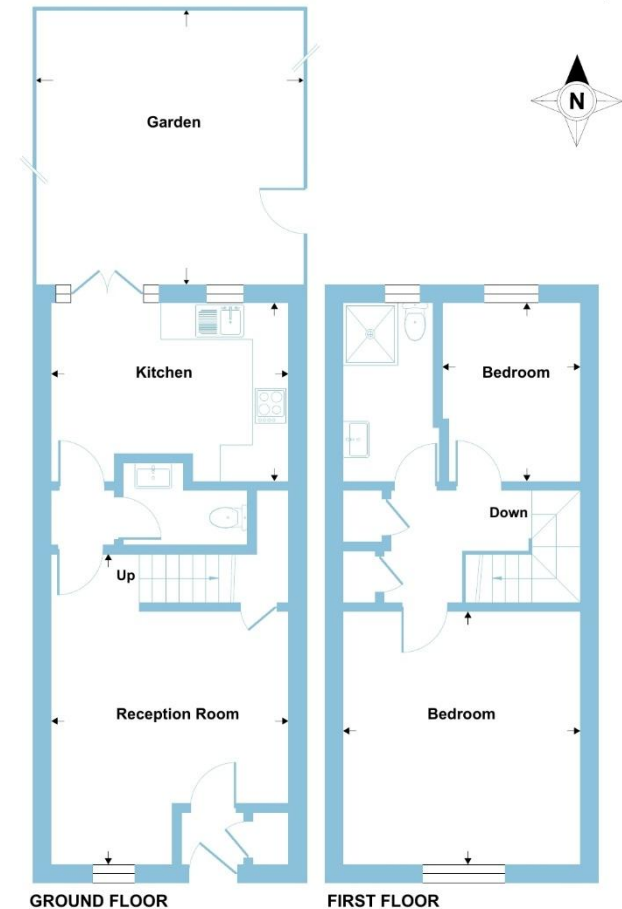 Garden
N
Kitchen
Bedroom
Down
Up
Reception Room
Bedroom
GROUND FLOOR
FIRST FLOOR